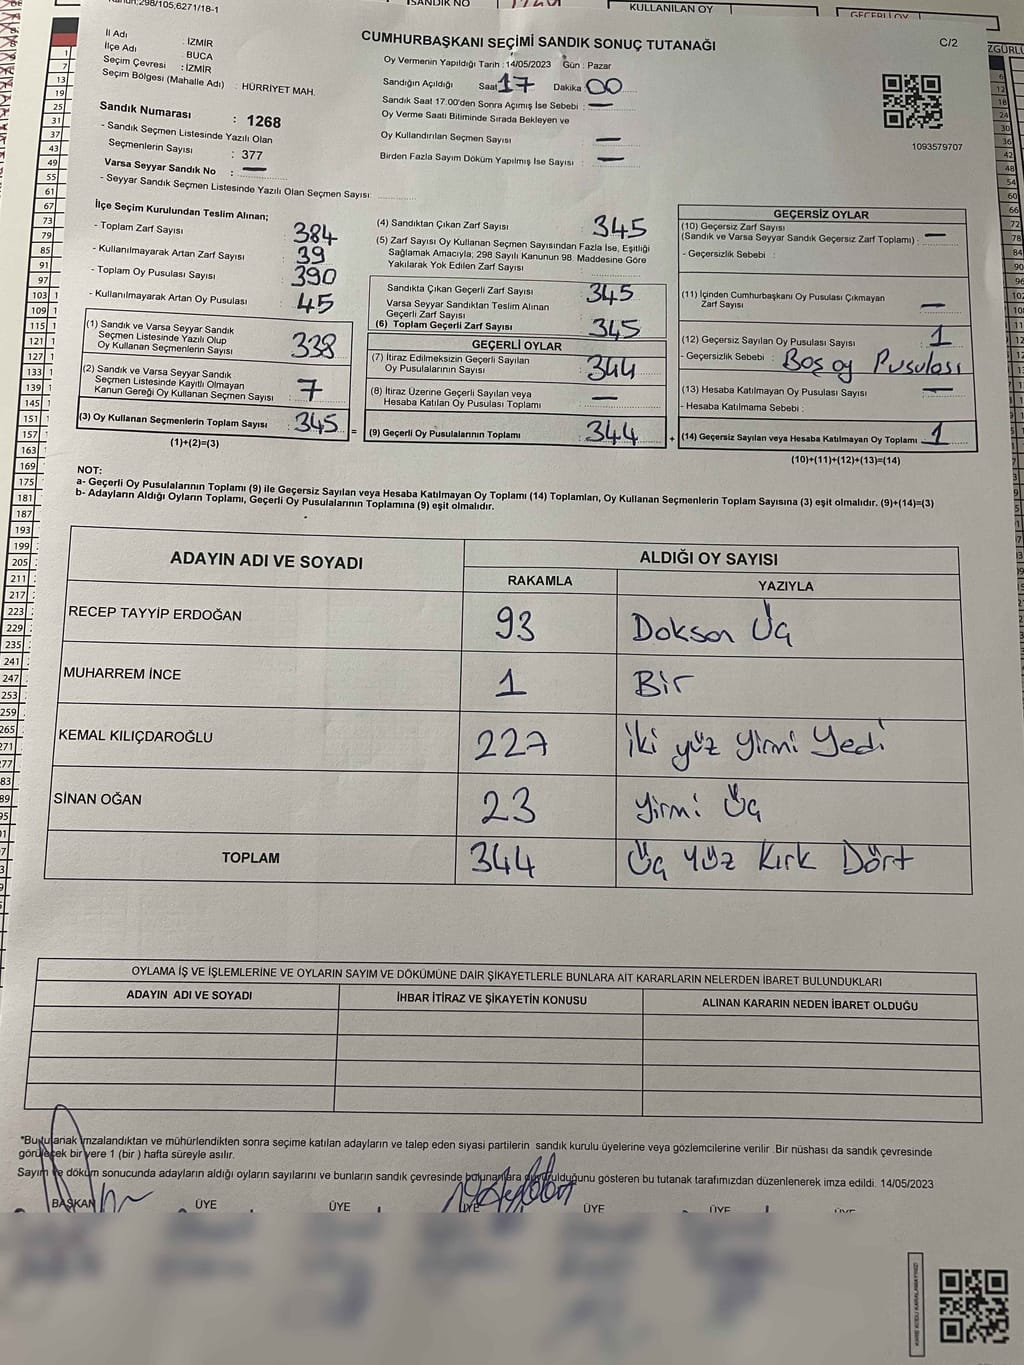 Kanun:298/105,6271/18-1
SANDIK NO
KULLANILAN OY
GEÇERLİ OY
CUMHURBAŞKANI SEÇİMİ SANDIK SONUÇ TUTANAĞI
C/2
İl Adı : İZMİR
İlçe Adı BUCA
Seçim Çevresi : İZMİR
Seçim Bölgesi (Mahalle Adı) : HÜRRİYET MAH.
Oy Vermenin Yapıldığı Tarih : 14/05/2023 Gün : Pazar
Sandığın Açıldığı Saat 17 Dakika 00
Sandık Saat 17:00'den Sonra Açımış İse Sebebi : —
Oy Verme Saati Bitiminde Sırada Bekleyen ve
Oy Kullandırılan Seçmen Sayısı —
Birden Fazla Sayım Döküm Yapılmış İse Sayısı : —
1093579707
Sandık Numarası : 1268
- Sandık Seçmen Listesinde Yazılı Olan
Seçmenlerin Sayısı : 377
Varsa Seyyar Sandık No : —
- Seyyar Sandık Seçmen Listesinde Yazılı Olan Seçmen Sayısı:
İlçe Seçim Kurulundan Teslim Alınan;
- Toplam Zarf Sayısı 384
- Kullanılmayarak Artan Zarf Sayısı 39
- Toplam Oy Pusulası Sayısı 390
- Kullanılmayarak Artan Oy Pusulası 45
(1) Sandık ve Varsa Seyyar Sandık
Seçmen Listesinde Yazılı Olup
Oy Kullanan Seçmenlerin Sayısı 338
(2) Sandık ve Varsa Seyyar Sandık
Seçmen Listesinde Kayıtlı Olmayan
Kanun Gereği Oy Kullanan Seçmen Sayısı 7
(3) Oy Kullanan Seçmenlerin Toplam Sayısı 345
(1)+(2)=(3)
(4) Sandıktan Çıkan Zarf Sayısı 345
(5) Zarf Sayısı Oy Kullanan Seçmen Sayısından Fazla İse, Eşitliği
Sağlamak Amacıyla; 298 Sayılı Kanunun 98. Maddesine Göre
Yakılarak Yok Edilen Zarf Sayısı
Sandıkta Çıkan Geçerli Zarf Sayısı 345
Varsa Seyyar Sandıktan Teslim Alınan
Geçerli Zarf Sayısı
(6) Toplam Geçerli Zarf Sayısı 345
GEÇERLİ OYLAR
(7) İtiraz Edilmeksizin Geçerli Sayılan
Oy Pusulalarının Sayısı 344
(8) İtiraz Üzerine Geçerli Sayılan veya
Hesaba Katılan Oy Pusulası Toplamı —
= (9) Geçerli Oy Pusulalarının Toplamı 344 +
GEÇERSİZ OYLAR
(10) Geçersiz Zarf Sayısı
(Sandık ve Varsa Seyyar Sandık Geçersiz Zarf Toplamı) : —
- Geçersizlik Sebebi :
(11) İçinden Cumhurbaşkanı Oy Pusulası Çıkmayan
Zarf Sayısı —
(12) Geçersiz Sayılan Oy Pusulası Sayısı 1
- Geçersizlik Sebebi : Boş oy Pusulası
(13) Hesaba Katılmayan Oy Pusulası Sayısı —
- Hesaba Katılmama Sebebi :
(14) Geçersiz Sayılan veya Hesaba Katılmayan Oy Toplamı 1
(10)+(11)+(12)+(13)=(14)
NOT:
a- Geçerli Oy Pusulalarının Toplamı (9) ile Geçersiz Sayılan veya Hesaba Katılmayan Oy Toplamı (14) Toplamları, Oy Kullanan Seçmenlerin Toplam Sayısına (3) eşit olmalıdır. (9)+(14)=(3)
b- Adayların Aldığı Oyların Toplamı, Geçerli Oy Pusulalarının Toplamına (9) eşit olmalıdır.
ADAYIN ADI VE SOYADI
ALDIĞI OY SAYISI
RAKAMLA YAZIYLA
RECEP TAYYİP ERDOĞAN 93 Doksan Üç
MUHARREM İNCE 1 Bir
KEMAL KILIÇDAROĞLU 227 İki yüz Yirmi Yedi
SİNAN OĞAN 23 Yirmi Üç
TOPLAM 344 Üç Yüz Kırk Dört
OYLAMA İŞ VE İŞLEMLERİNE VE OYLARIN SAYIM VE DÖKÜMÜNE DAİR ŞİKAYETLERLE BUNLARA AİT KARARLARIN NELERDEN İBARET BULUNDUKLARI
ADAYIN ADI VE SOYADI İHBAR İTİRAZ VE ŞİKAYETİN KONUSU ALINAN KARARIN NEDEN İBARET OLDUĞU
*Bu tutanak imzalandıktan ve mühürlendikten sonra seçime katılan adayların ve talep eden siyasi partilerin sandık kurulu üyelerine veya gözlemcilerine verilir .Bir nüshası da sandık çevresinde
görülecek bir yere 1 (bir ) hafta süreyle asılır.
Sayım ve döküm sonucunda adayların aldığı oyların sayılarını ve bunların sandık çevresinde bulunanlara duyurulduğunu gösteren bu tutanak tarafımızdan düzenlenerek imza edildi. 14/05/2023
BAŞKAN ÜYE ÜYE ÜYE ÜYE ÜYE ÜYE
KARE KODU KARALAMAYINIZ!